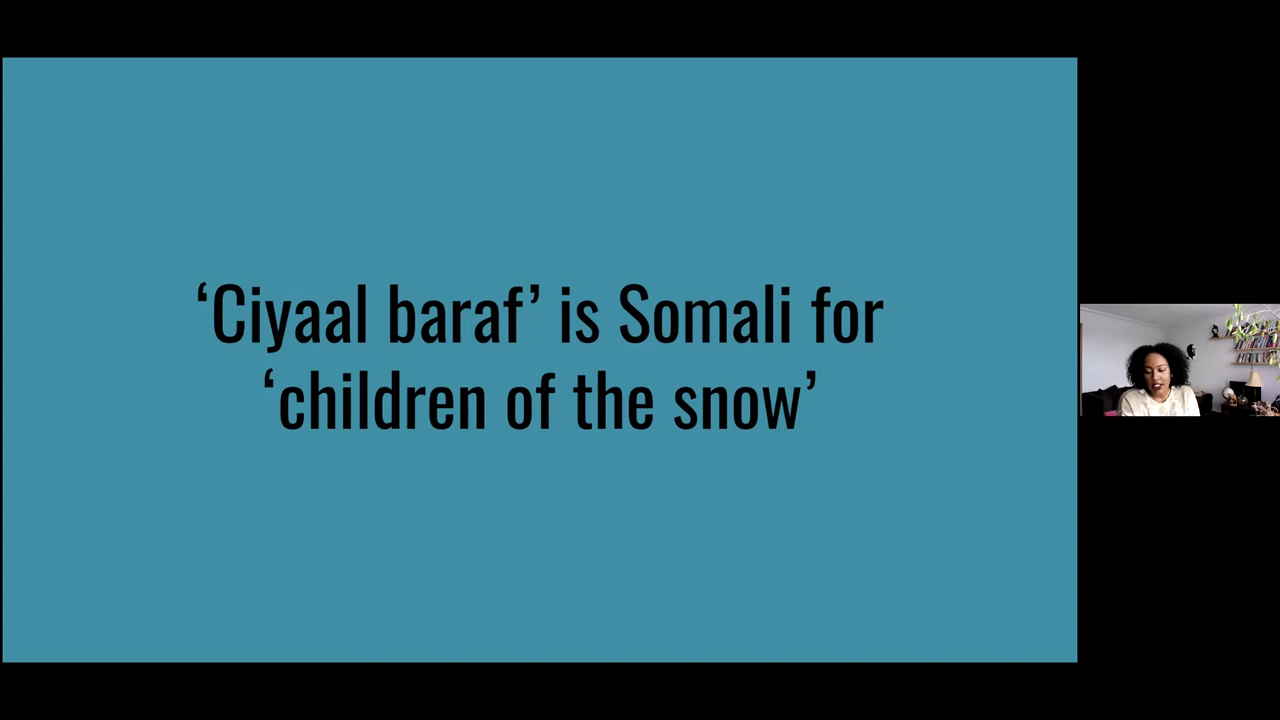 ‘Ciyaal baraf’ is Somali for
‘children of the snow’